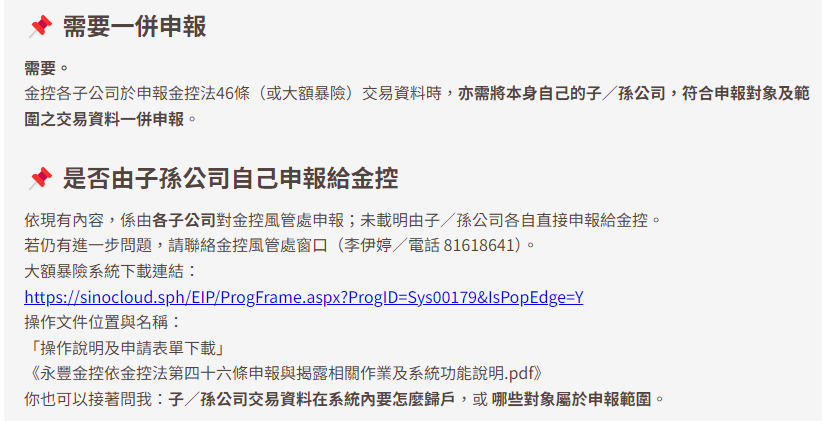 📌 需要一併申報
需要。
金控各子公司於申報金控法46條（或大額暴險）交易資料時，亦需將本身自己的子／孫公司，符合申報對象及範
圍之交易資料一併申報。
📌 是否由子孫公司自己申報給金控
依現有內容，係由各子公司對金控風管處申報；未載明由子／孫公司各自直接申報給金控。
若仍有進一步問題，請聯絡金控風管處窗口（李伊婷／電話 81618641）。
大額暴險系統下載連結：
https://sinocloud.sph/EIP/ProgFrame.aspx?ProgID=Sys00179&IsPopEdge=Y
操作文件位置與名稱：
「操作說明及申請表單下載」
《永豐金控依金控法第四十六條申報與揭露相關作業及系統功能說明.pdf》
你也可以接著問我：子／孫公司交易資料在系統內要怎麼歸戶，或 哪些對象屬於申報範圍。